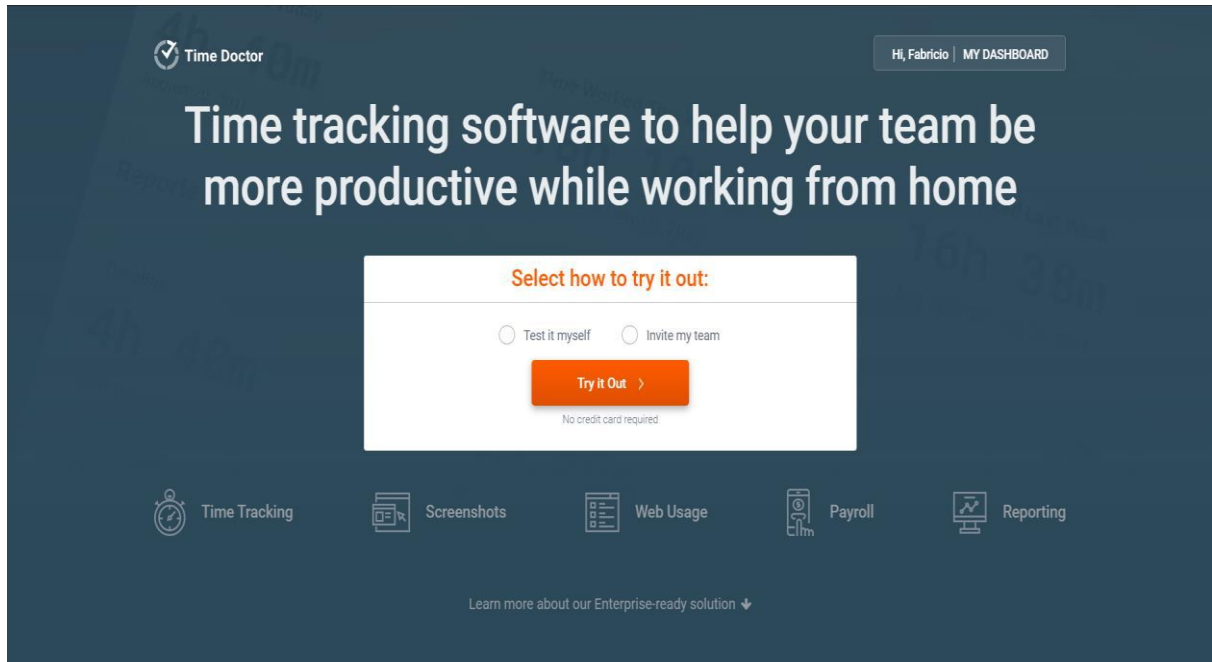 Time Doctor
Hi, Fabricio | MY DASHBOARD
Time tracking software to help your team be
more productive while working from home
Select how to try it out:
Test it myself
Invite my team
Try it Out >
No credit card required
Time Tracking
Screenshots
Web Usage
Payroll
Reporting
Learn more about our Enterprise-ready solution
16h 38m